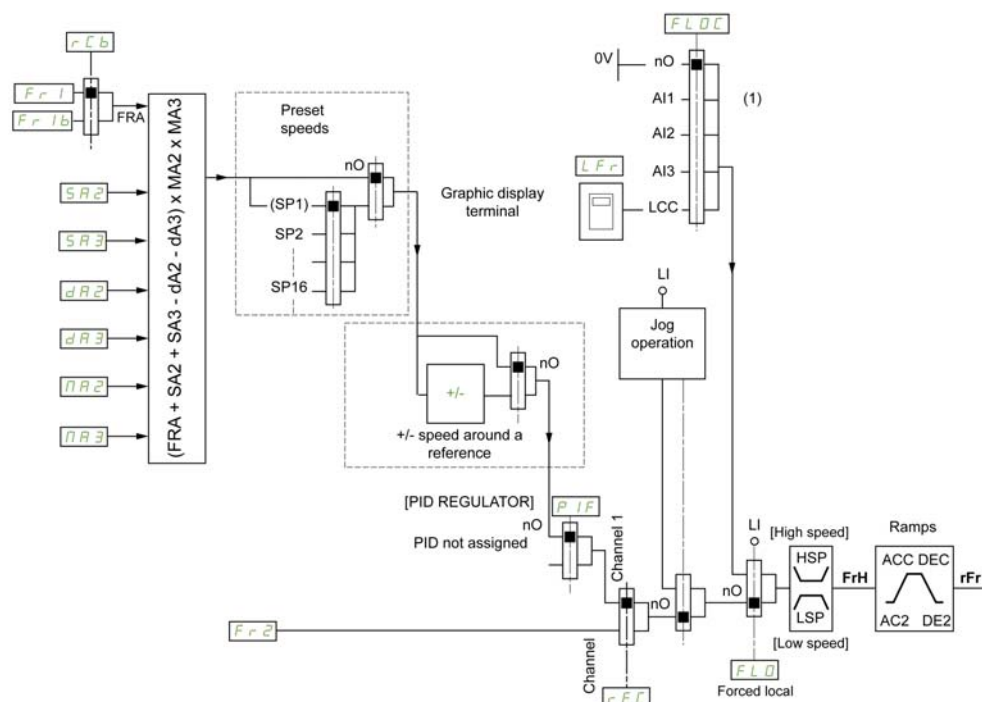 FLOC
rCb
0V
nO
Fr1
Fr1b
FRA
AI1
(1)
Preset
speeds
AI2
LFr
AI3
nO
SA2
(SP1)
Graphic display
terminal
LCC
SA3
SP2
dA2
SP16
LI
Jog
operation
dA3
(FRA + SA2 + SA3 - dA2 - dA3) x MA2 x MA3
nO
MA2
+/-
MA3
+/- speed around a
reference
[PID REGULATOR]
PIF
nO
PID not assigned
Channel 1
LI
[High speed]
Ramps
HSP
FrH
ACC DEC
rFr
nO
nO
LSP
AC2 DE2
Fr2
[Low speed]
Channel
FLO
Forced local
rFC